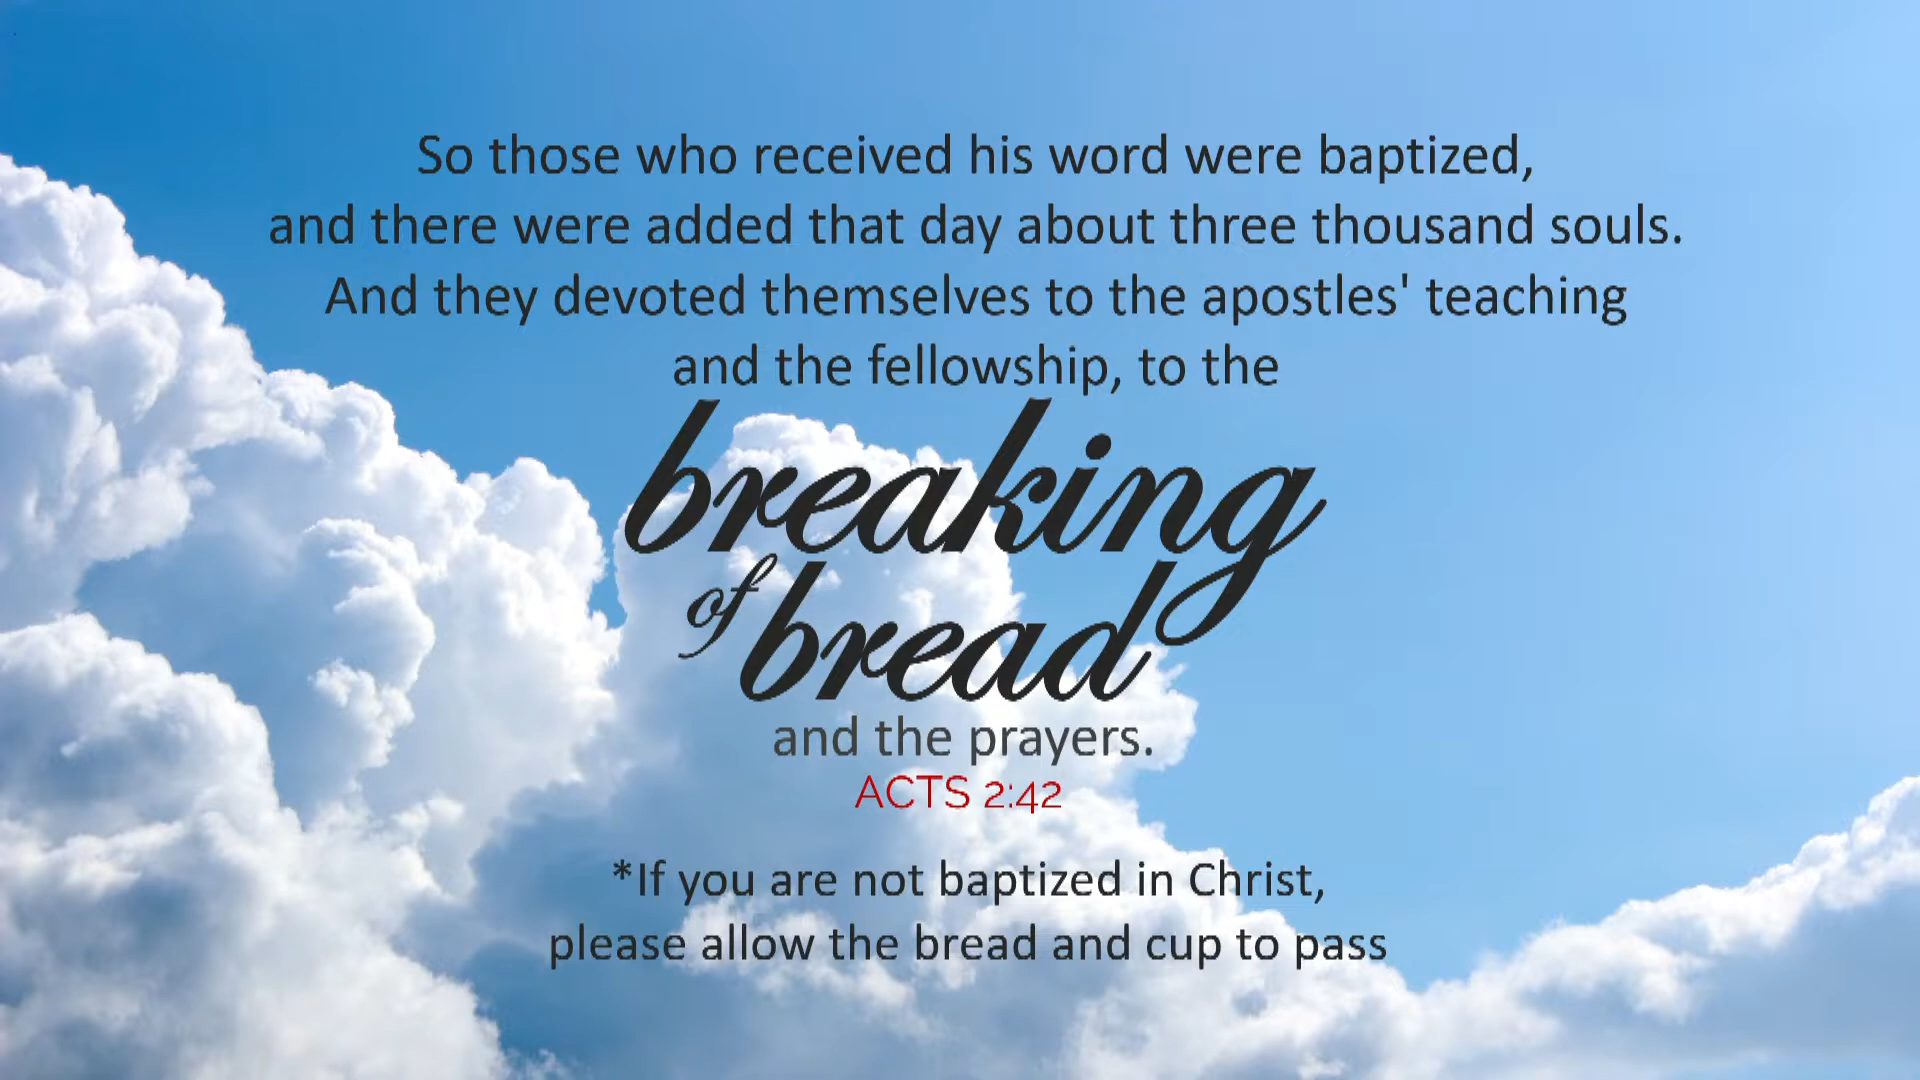 So those who received his word were baptized,
and there were added that day about three thousand souls.
And they devoted themselves to the apostles' teaching
and the fellowship, to the
breaking
of bread
and the prayers.
ACTS 2:42
*If you are not baptized in Christ,
please allow the bread and cup to pass